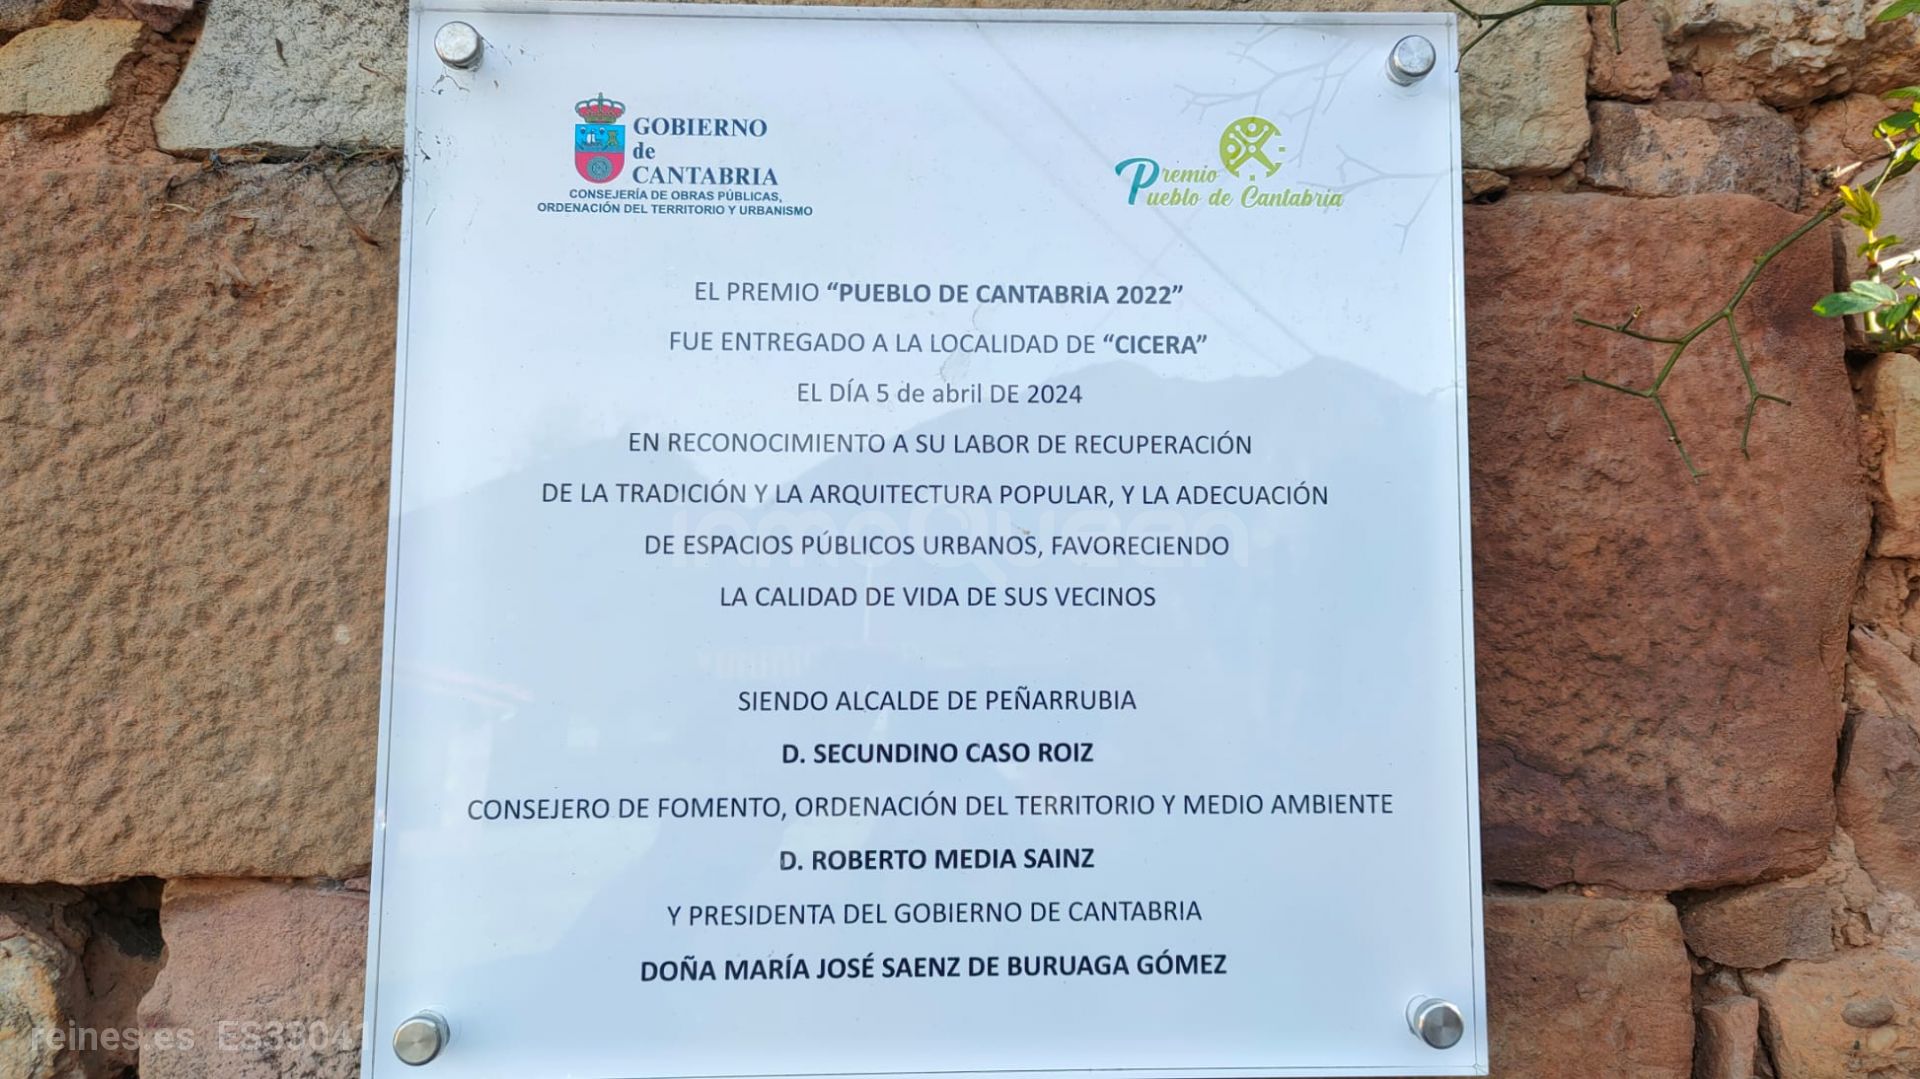 GOBIERNO
de
CANTABRIA
CONSEJERÍA DE OBRAS PÚBLICAS,
ORDENACIÓN DEL TERRITORIO Y URBANISMO
Premio
Pueblo de Cantabria
EL PREMIO “PUEBLO DE CANTABRIA 2022”
FUE ENTREGADO A LA LOCALIDAD DE “CICERA”
EL DÍA 5 de abril DE 2024
EN RECONOCIMIENTO A SU LABOR DE RECUPERACIÓN
DE LA TRADICIÓN Y LA ARQUITECTURA POPULAR, Y LA ADECUACIÓN
inmoQueen
DE ESPACIOS PÚBLICOS URBANOS, FAVORECIENDO
LA CALIDAD DE VIDA DE SUS VECINOS
SIENDO ALCALDE DE PEÑARRUBIA
D. SECUNDINO CASO ROIZ
CONSEJERO DE FOMENTO, ORDENACIÓN DEL TERRITORIO Y MEDIO AMBIENTE
D. ROBERTO MEDIA SAINZ
Y PRESIDENTA DEL GOBIERNO DE CANTABRIA
DOÑA MARÍA JOSÉ SAENZ DE BURUAGA GÓMEZ
reines.es ES33041